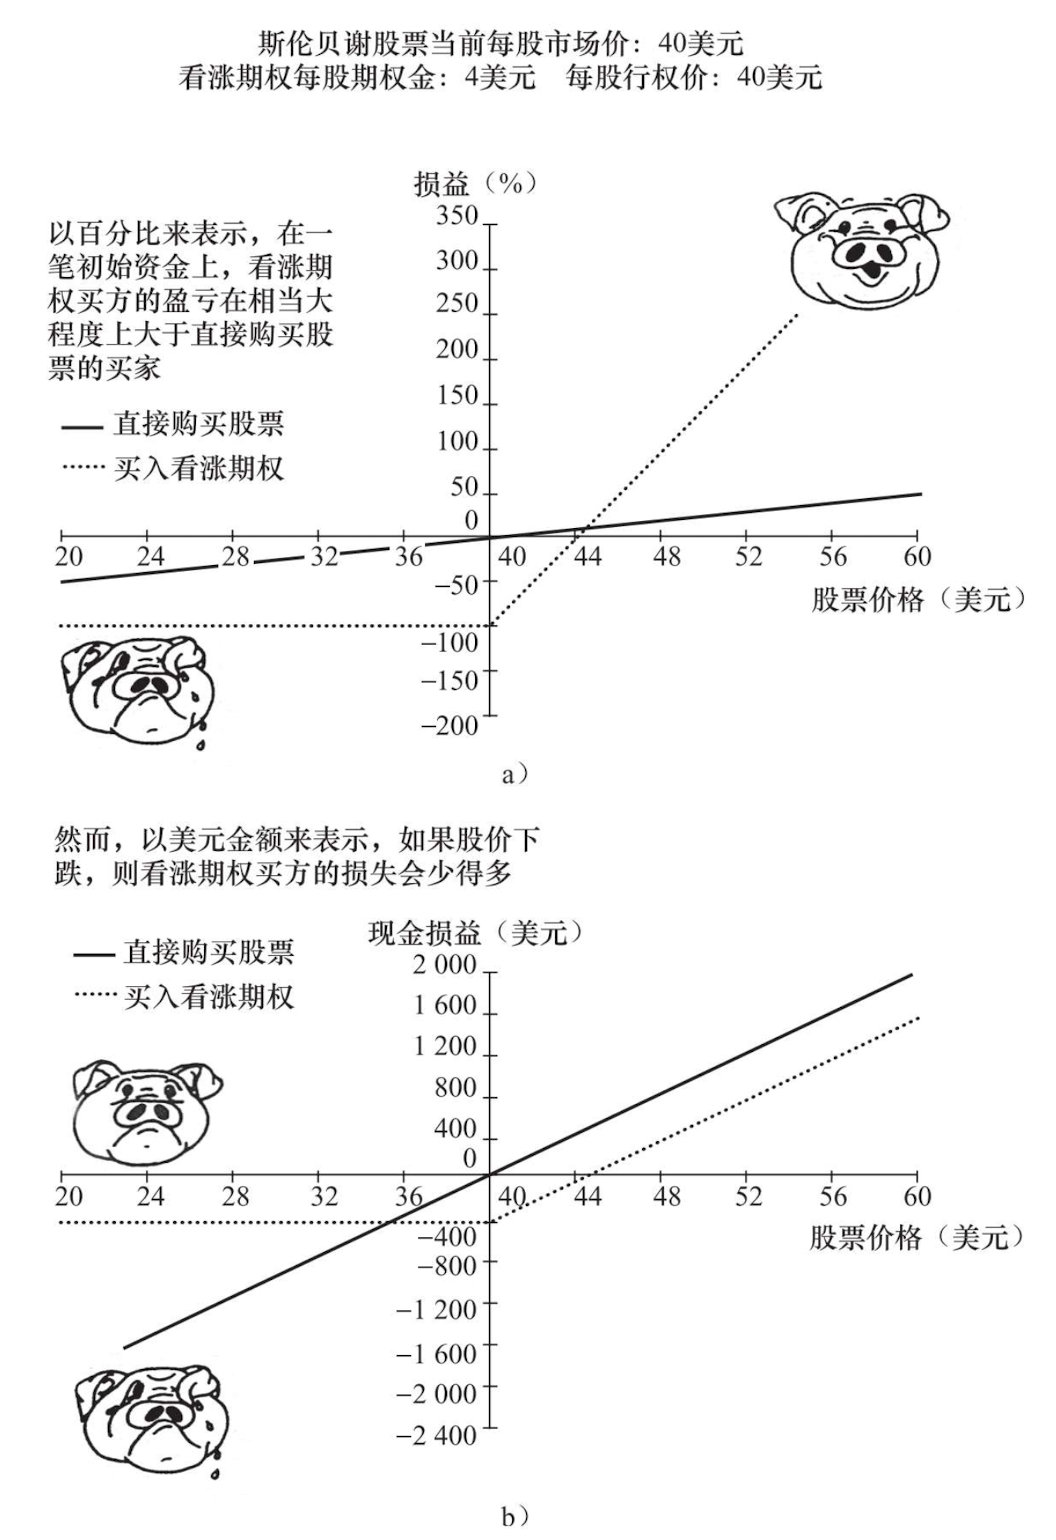 斯伦贝谢股票当前每股市场价：40美元
看涨期权每股期权金：4美元　每股行权价：40美元
损益（%）
以百分比来表示，在一
笔初始资金上，看涨期
权买方的盈亏在相当大
程度上大于直接购买股
票的买家
直接购买股票
买入看涨期权
350
300
250
200
150
100
50
0
20 24 28 32 36 40 44 48 52 56 60
−50
股票价格（美元）
−100
−150
−200
a）
然而，以美元金额来表示，如果股价下
跌，则看涨期权买方的损失会少得多
现金损益（美元）
直接购买股票
买入看涨期权
2 000
1 600
1 200
800
400
0
20 24 28 32 36 40 44 48 52 56 60
−400
股票价格（美元）
−800
−1 200
−1 600
−2 000
−2 400
b）